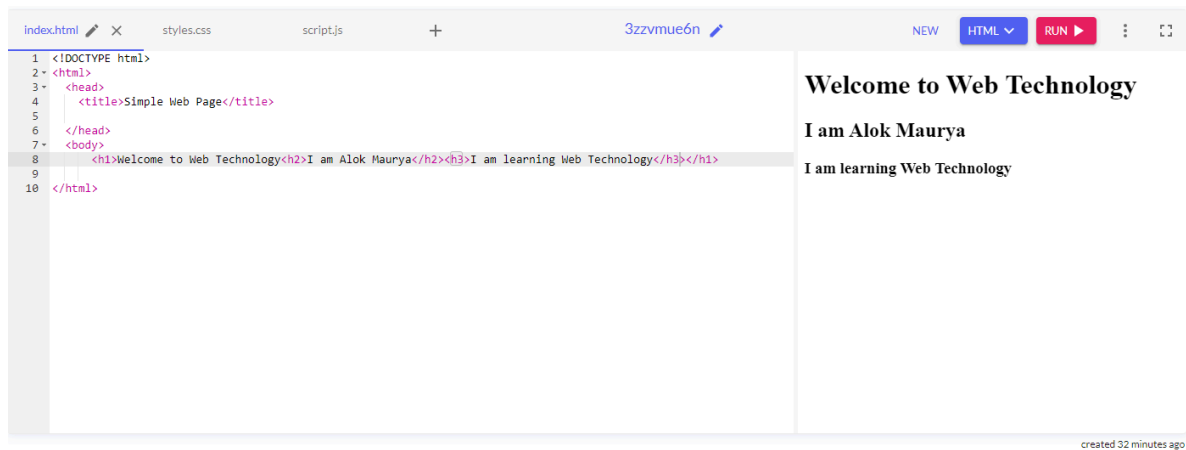 index.html styles.css script.js + 3zzvmue6n NEW HTML RUN
1 <!DOCTYPE html>
2 <html>
3 <head>
4 <title>Simple Web Page</title>
5
6 </head>
7 <body>
8 <h1>Welcome to Web Technology<h2>I am Alok Maurya</h2><h3>I am learning Web Technology</h3></h1>
9
10 </html>
Welcome to Web Technology
I am Alok Maurya
I am learning Web Technology
created 32 minutes ago